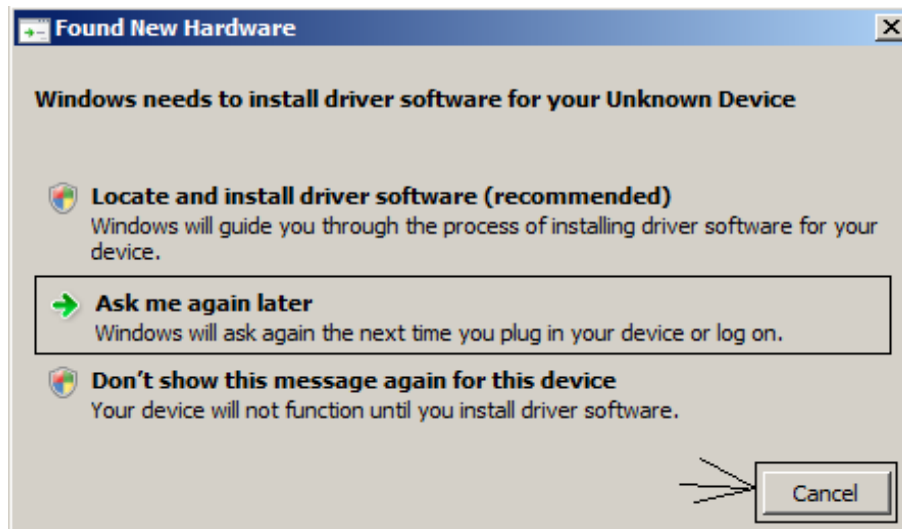 Found New Hardware
Windows needs to install driver software for your Unknown Device
Locate and install driver software (recommended)
Windows will guide you through the process of installing driver software for your
device.
Ask me again later
Windows will ask again the next time you plug in your device or log on.
Don't show this message again for this device
Your device will not function until you install driver software.
Cancel